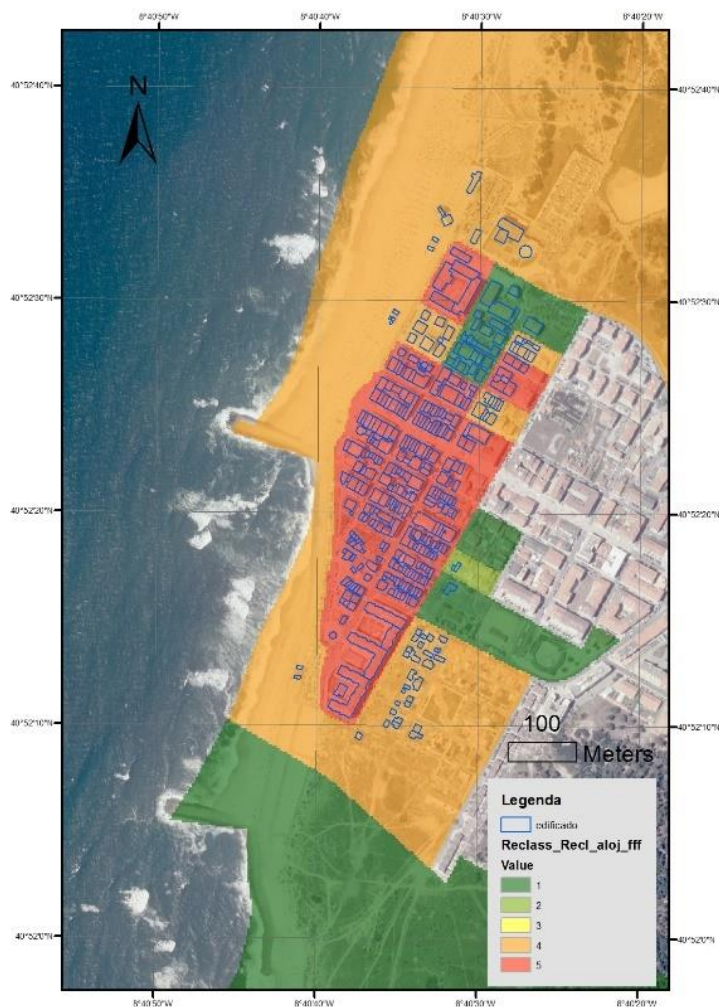 8°40'50"W 8°40'40"W 8°40'30"W 8°40'20"W
40°52'40"N 40°52'40"N
N
40°52'30"N 40°52'30"N
40°52'20"N 40°52'20"N
40°52'10"N 40°52'10"N
100
Meters
Legenda
edificado
Reclass_Recl_aloj_fff
Value
1
2
3
4
5
40°52'0"N 40°52'0"N
8°40'50"W 8°40'40"W 8°40'30"W 8°40'20"W